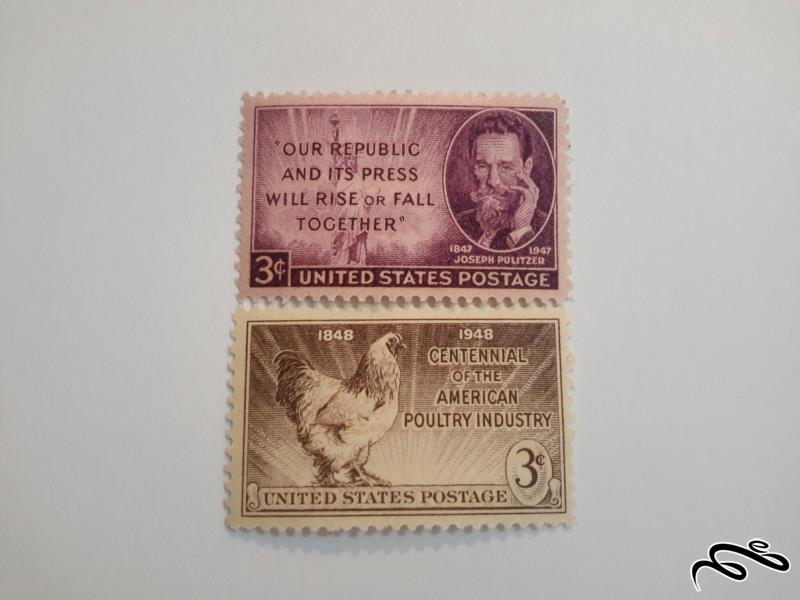 "OUR REPUBLIC
AND ITS PRESS
WILL RISE OR FALL
TOGETHER"
1847 1947
JOSEPH PULITZER
3¢ UNITED STATES POSTAGE
1848 1948
CENTENNIAL
OF THE
AMERICAN
POULTRY INDUSTRY
3¢
UNITED STATES POSTAGE